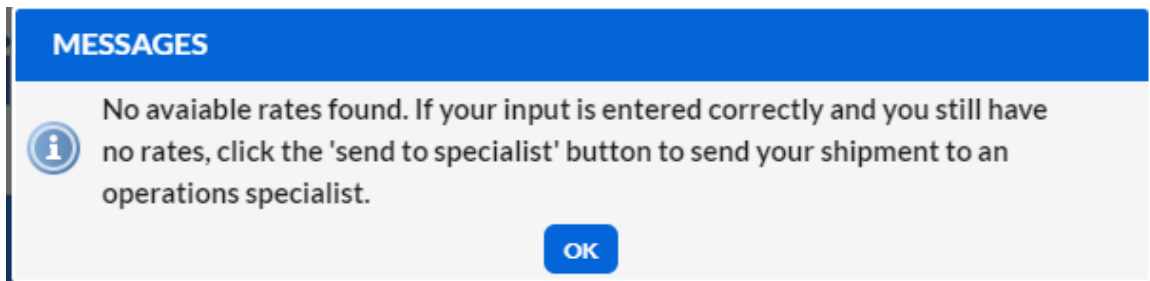 MESSAGES
No avaiable rates found. If your input is entered correctly and you still have
no rates, click the 'send to specialist' button to send your shipment to an
operations specialist.
OK